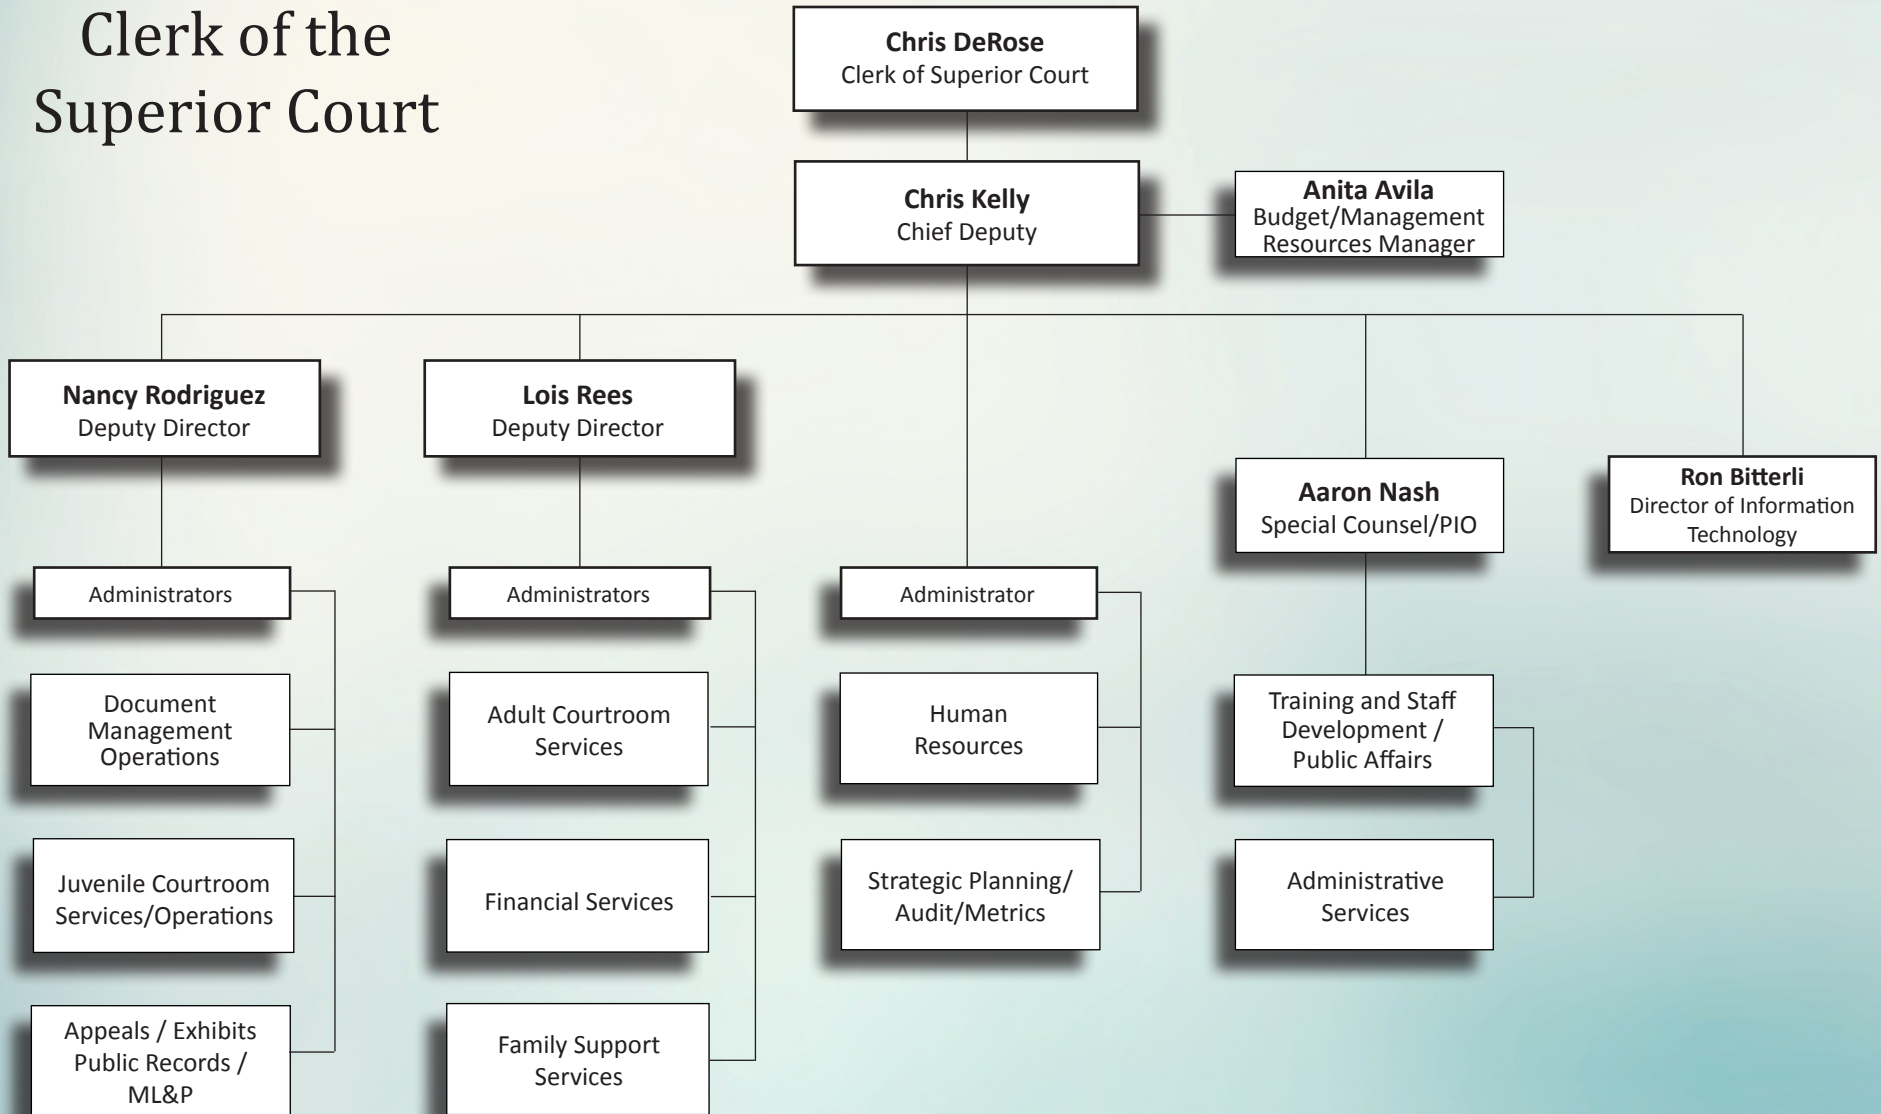 Clerk of the
Superior Court
Chris DeRose
Clerk of Superior Court
Chris Kelly
Chief Deputy
Anita Avila
Budget/Management
Resources Manager
Nancy Rodriguez
Deputy Director
Lois Rees
Deputy Director
Aaron Nash
Special Counsel/PIO
Ron Bitterli
Director of Information
Technology
Administrators
Document
Management
Operations
Juvenile Courtroom
Services/Operations
Appeals / Exhibits
Public Records /
ML&P
Administrators
Adult Courtroom
Services
Financial Services
Family Support
Services
Administrator
Human
Resources
Strategic Planning/
Audit/Metrics
Training and Staff
Development /
Public Affairs
Administrative
Services